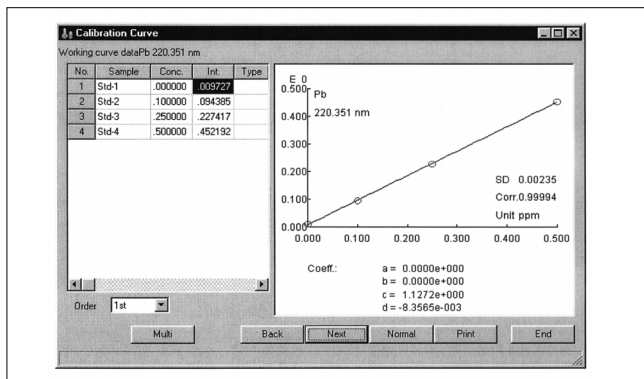 Calibration Curve
Working curve dataPb 220.351 nm
No. Sample Conc. Int. Type
1 Std-1 .000000 .009727
2 Std-2 .100000 .094385
3 Std-3 .250000 .227417
4 Std-4 .500000 .452192
E 0
0.500
Pb
0.400
220.351 nm
0.300
0.200
SD 0.00235
0.100
Corr.0.99994
Unit ppm
0.000
0.000 0.100 0.200 0.300 0.400 0.500
Coeff.: a = 0.0000e+000
b = 0.0000e+000
c = 1.1272e+000
d = -8.3565e-003
Order 1st
Multi Back Next Normal Print End